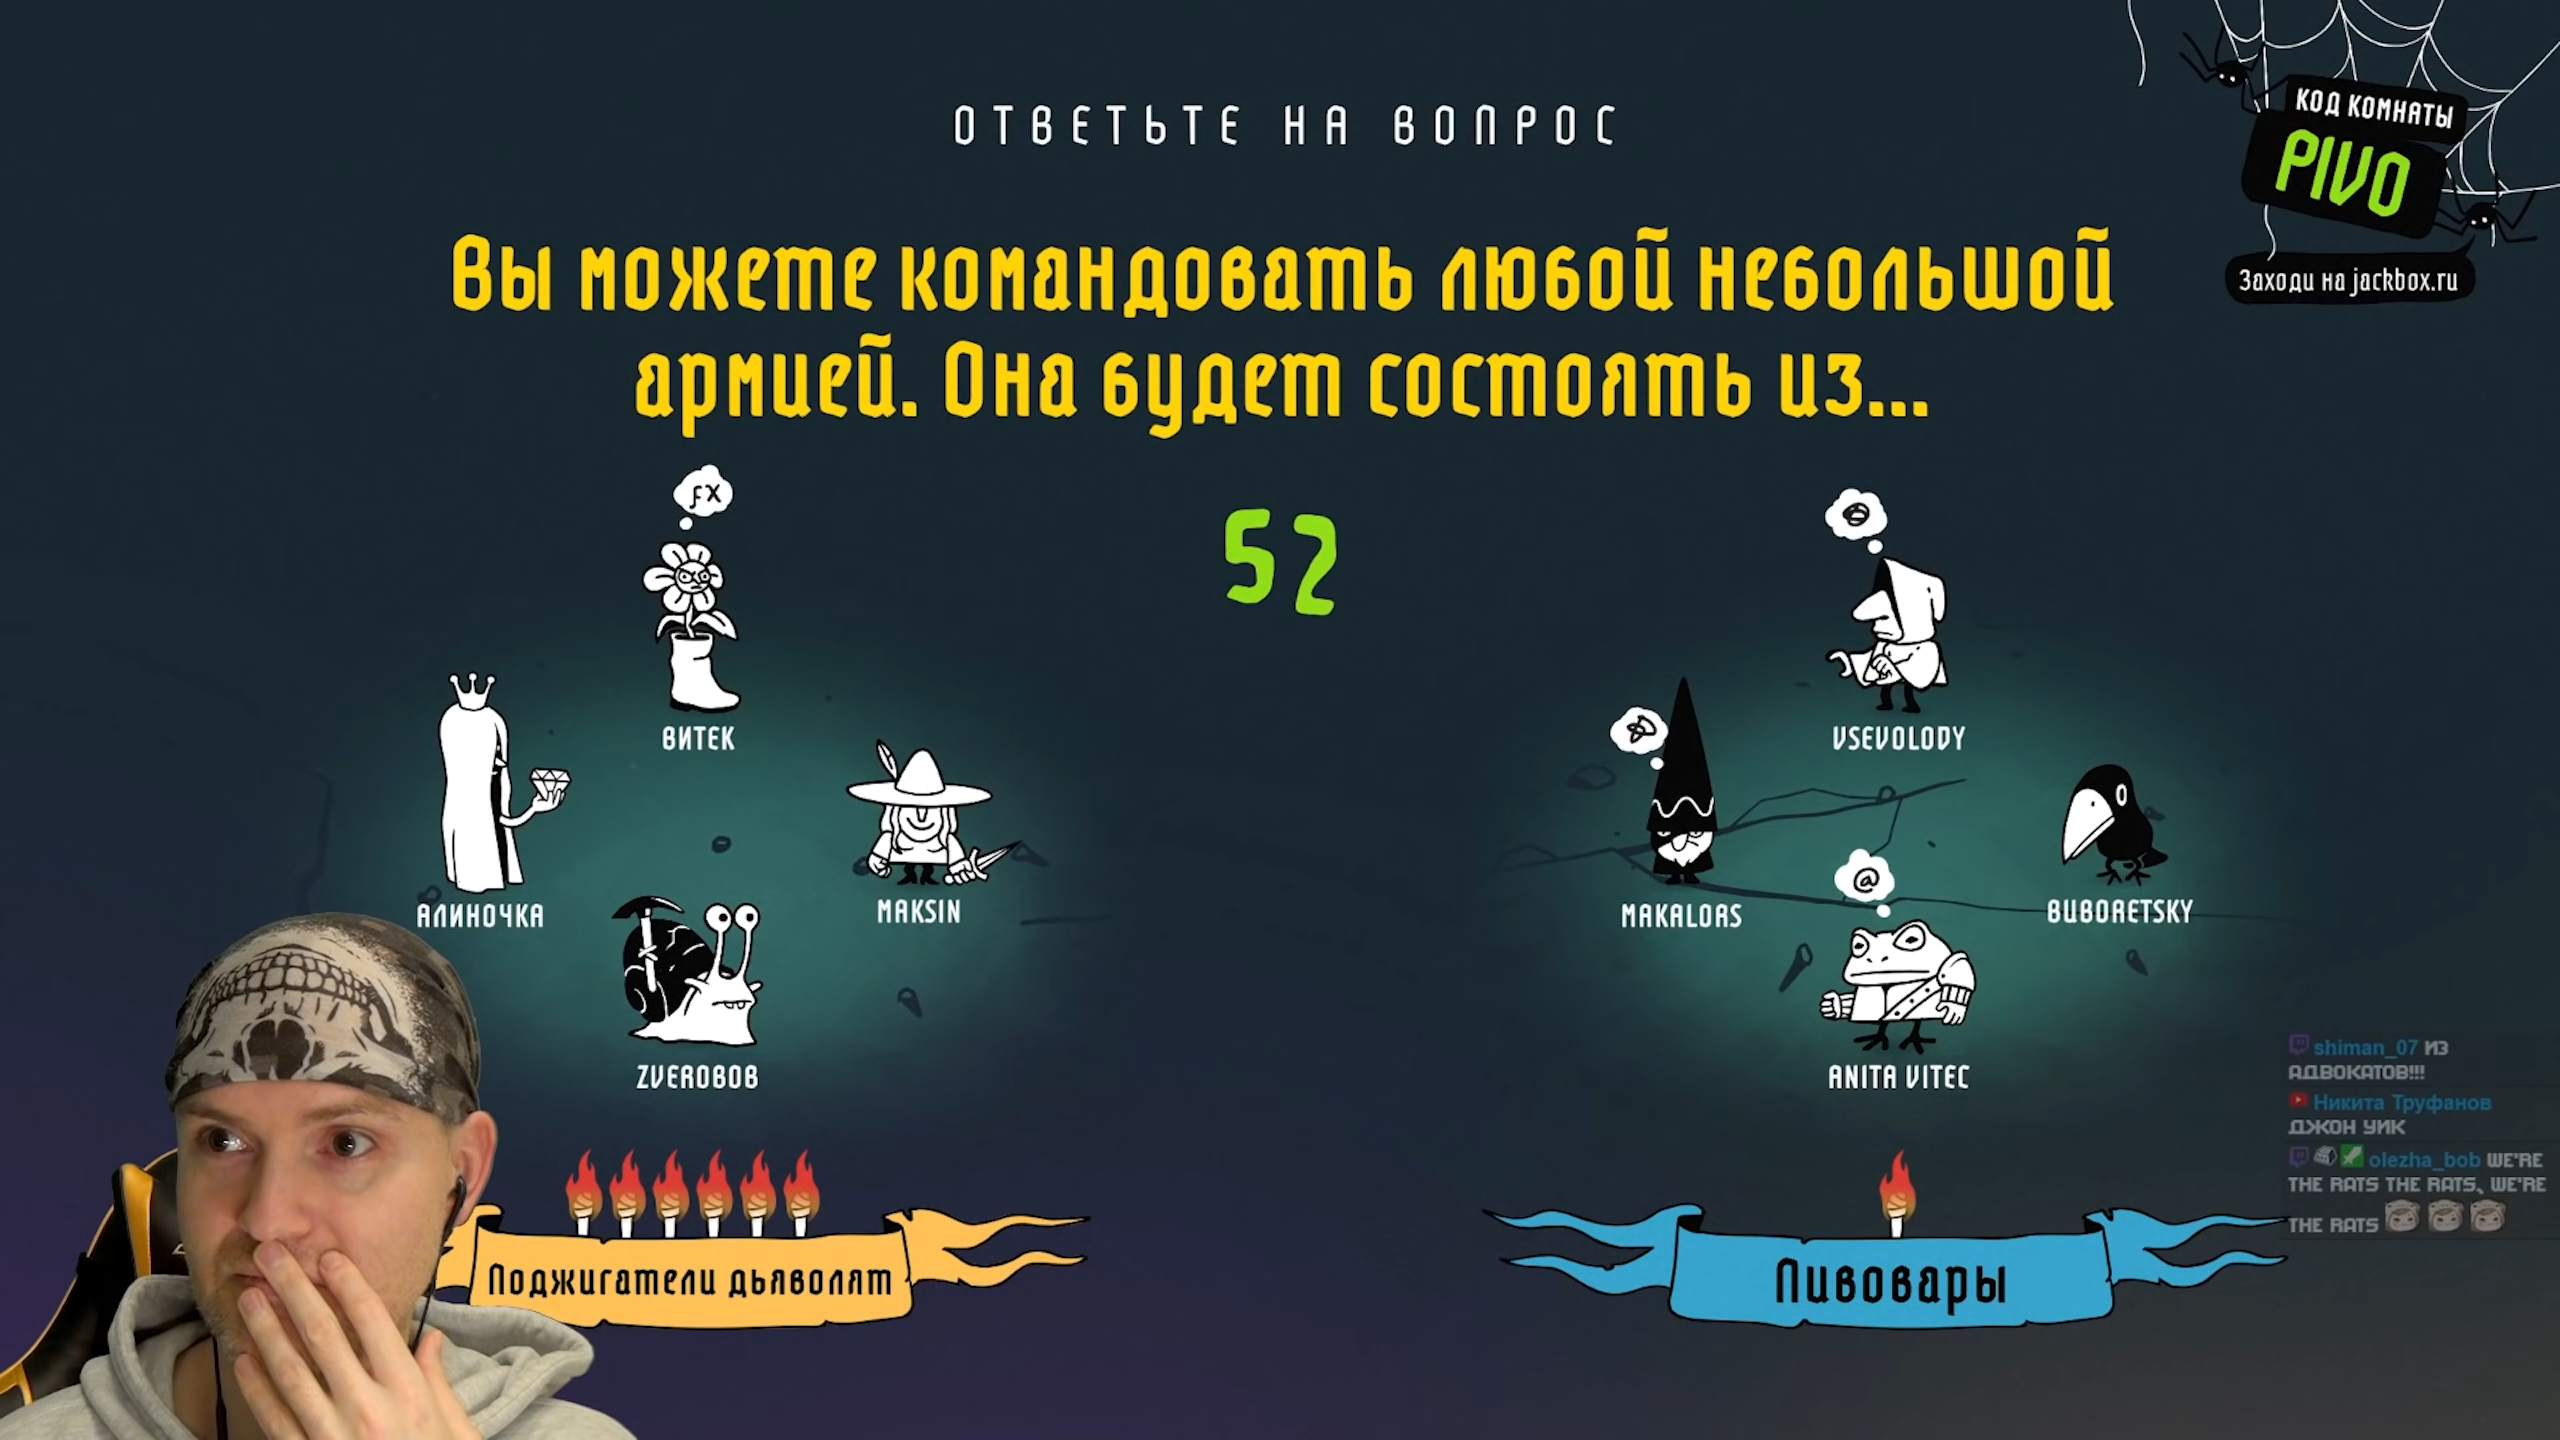 ОТВЕТЬТЕ НА ВОПРОС
КОД КОМНАТЫ
PIVO
Заходи на jackbox.ru
Вы можете командовать любой небольшой
армией. Она будет состоять из...
52
fx
@
ВИТЕК
VSEVOLODY
АЛИНОЧКА
MAKSIN
MAKALORS
BUBORETSKY
ZVEROBOB
ANITA VITEC
shiman_07 ИЗ
АДВОКАТОВ!!!
Никита Труфанов
ДЖОН УИК
olezha_bob WE'RE
THE RATS THE RATS, WE'RE
THE RATS
Поджигатели дьяволят
Пивовары